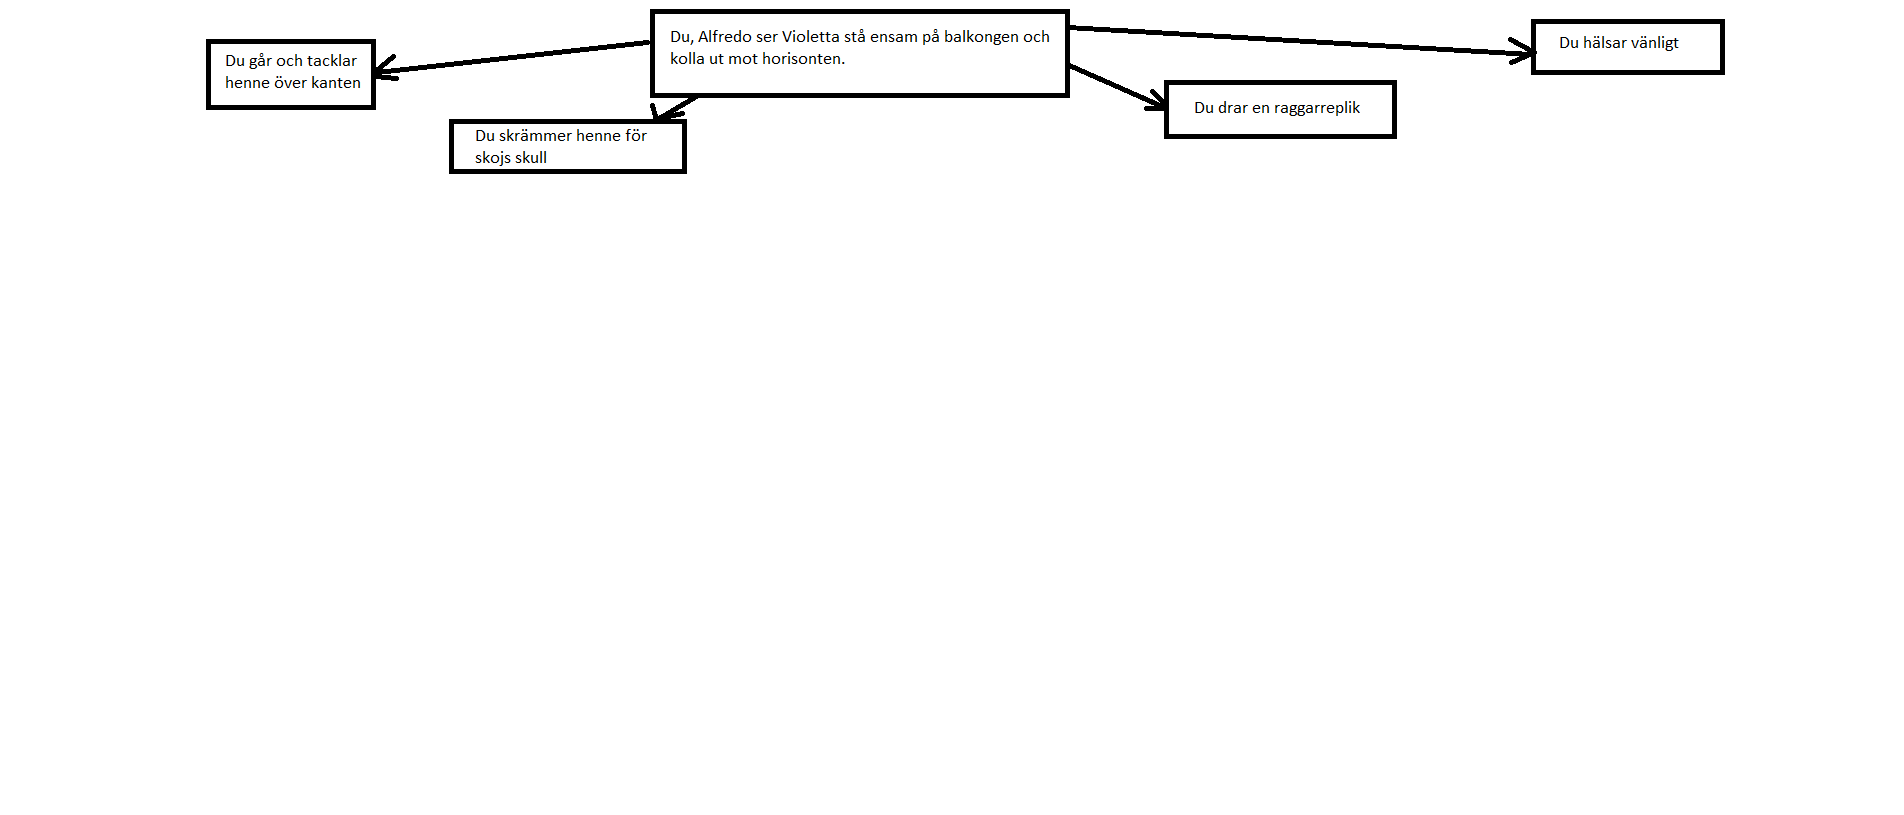 Du, Alfredo ser Violetta stå ensam på balkongen och
kolla ut mot horisonten.
Du går och tacklar
henne över kanten
Du skrämmer henne för
skojs skull
Du drar en raggarreplik
Du hälsar vänligt